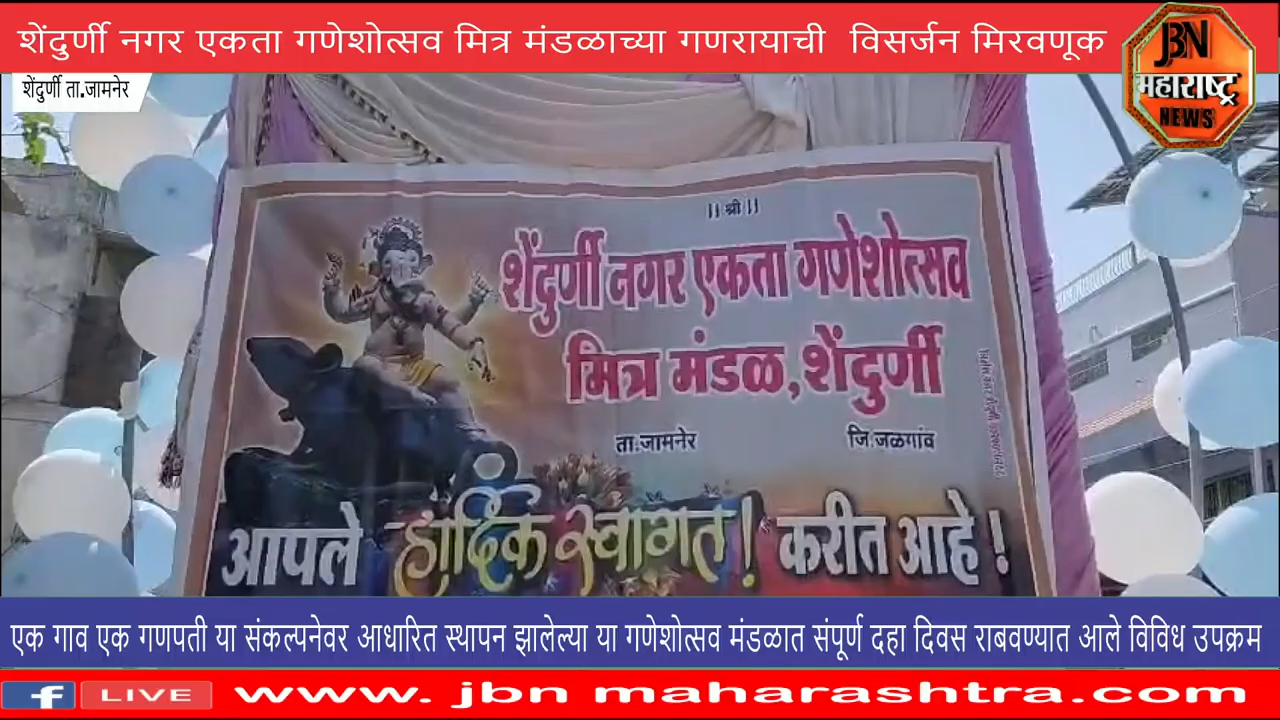 शेंदुर्णी नगर एकता गणेशोत्सव मित्र मंडळाच्या गणरायाची विसर्जन मिरवणूक
JBN
महाराष्ट्र
NEWS
शेंदुर्णी ता.जामनेर
॥ श्री ॥
शेंदुर्णी नगर एकता गणेशोत्सव
मित्र मंडळ,शेंदुर्णी
ता.जामनेर जि.जळगांव
आपले हार्दिक स्वागत! करीत आहे!
एक गाव एक गणपती या संकल्पनेवर आधारित स्थापन झालेल्या या गणेशोत्सव मंडळात संपूर्ण दहा दिवस राबवण्यात आले विविध उपक्रम
f LIVE www. jbn maharashtra.com